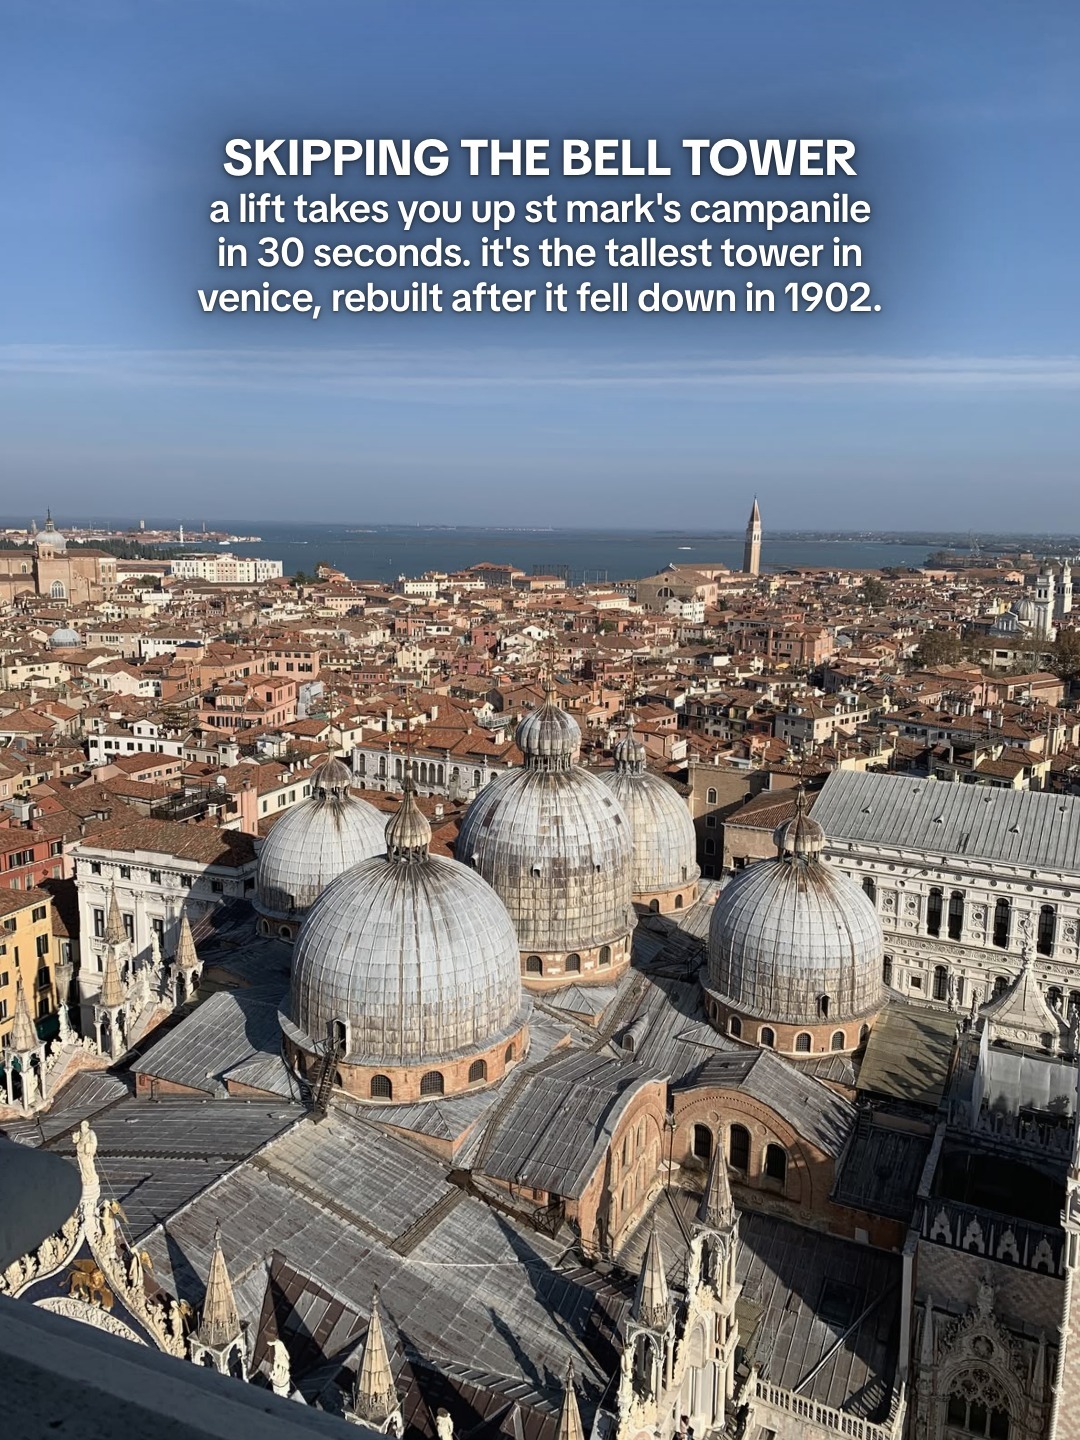 SKIPPING THE BELL TOWER
a lift takes you up st mark's campanile
in 30 seconds. it's the tallest tower in
venice, rebuilt after it fell down in 1902.